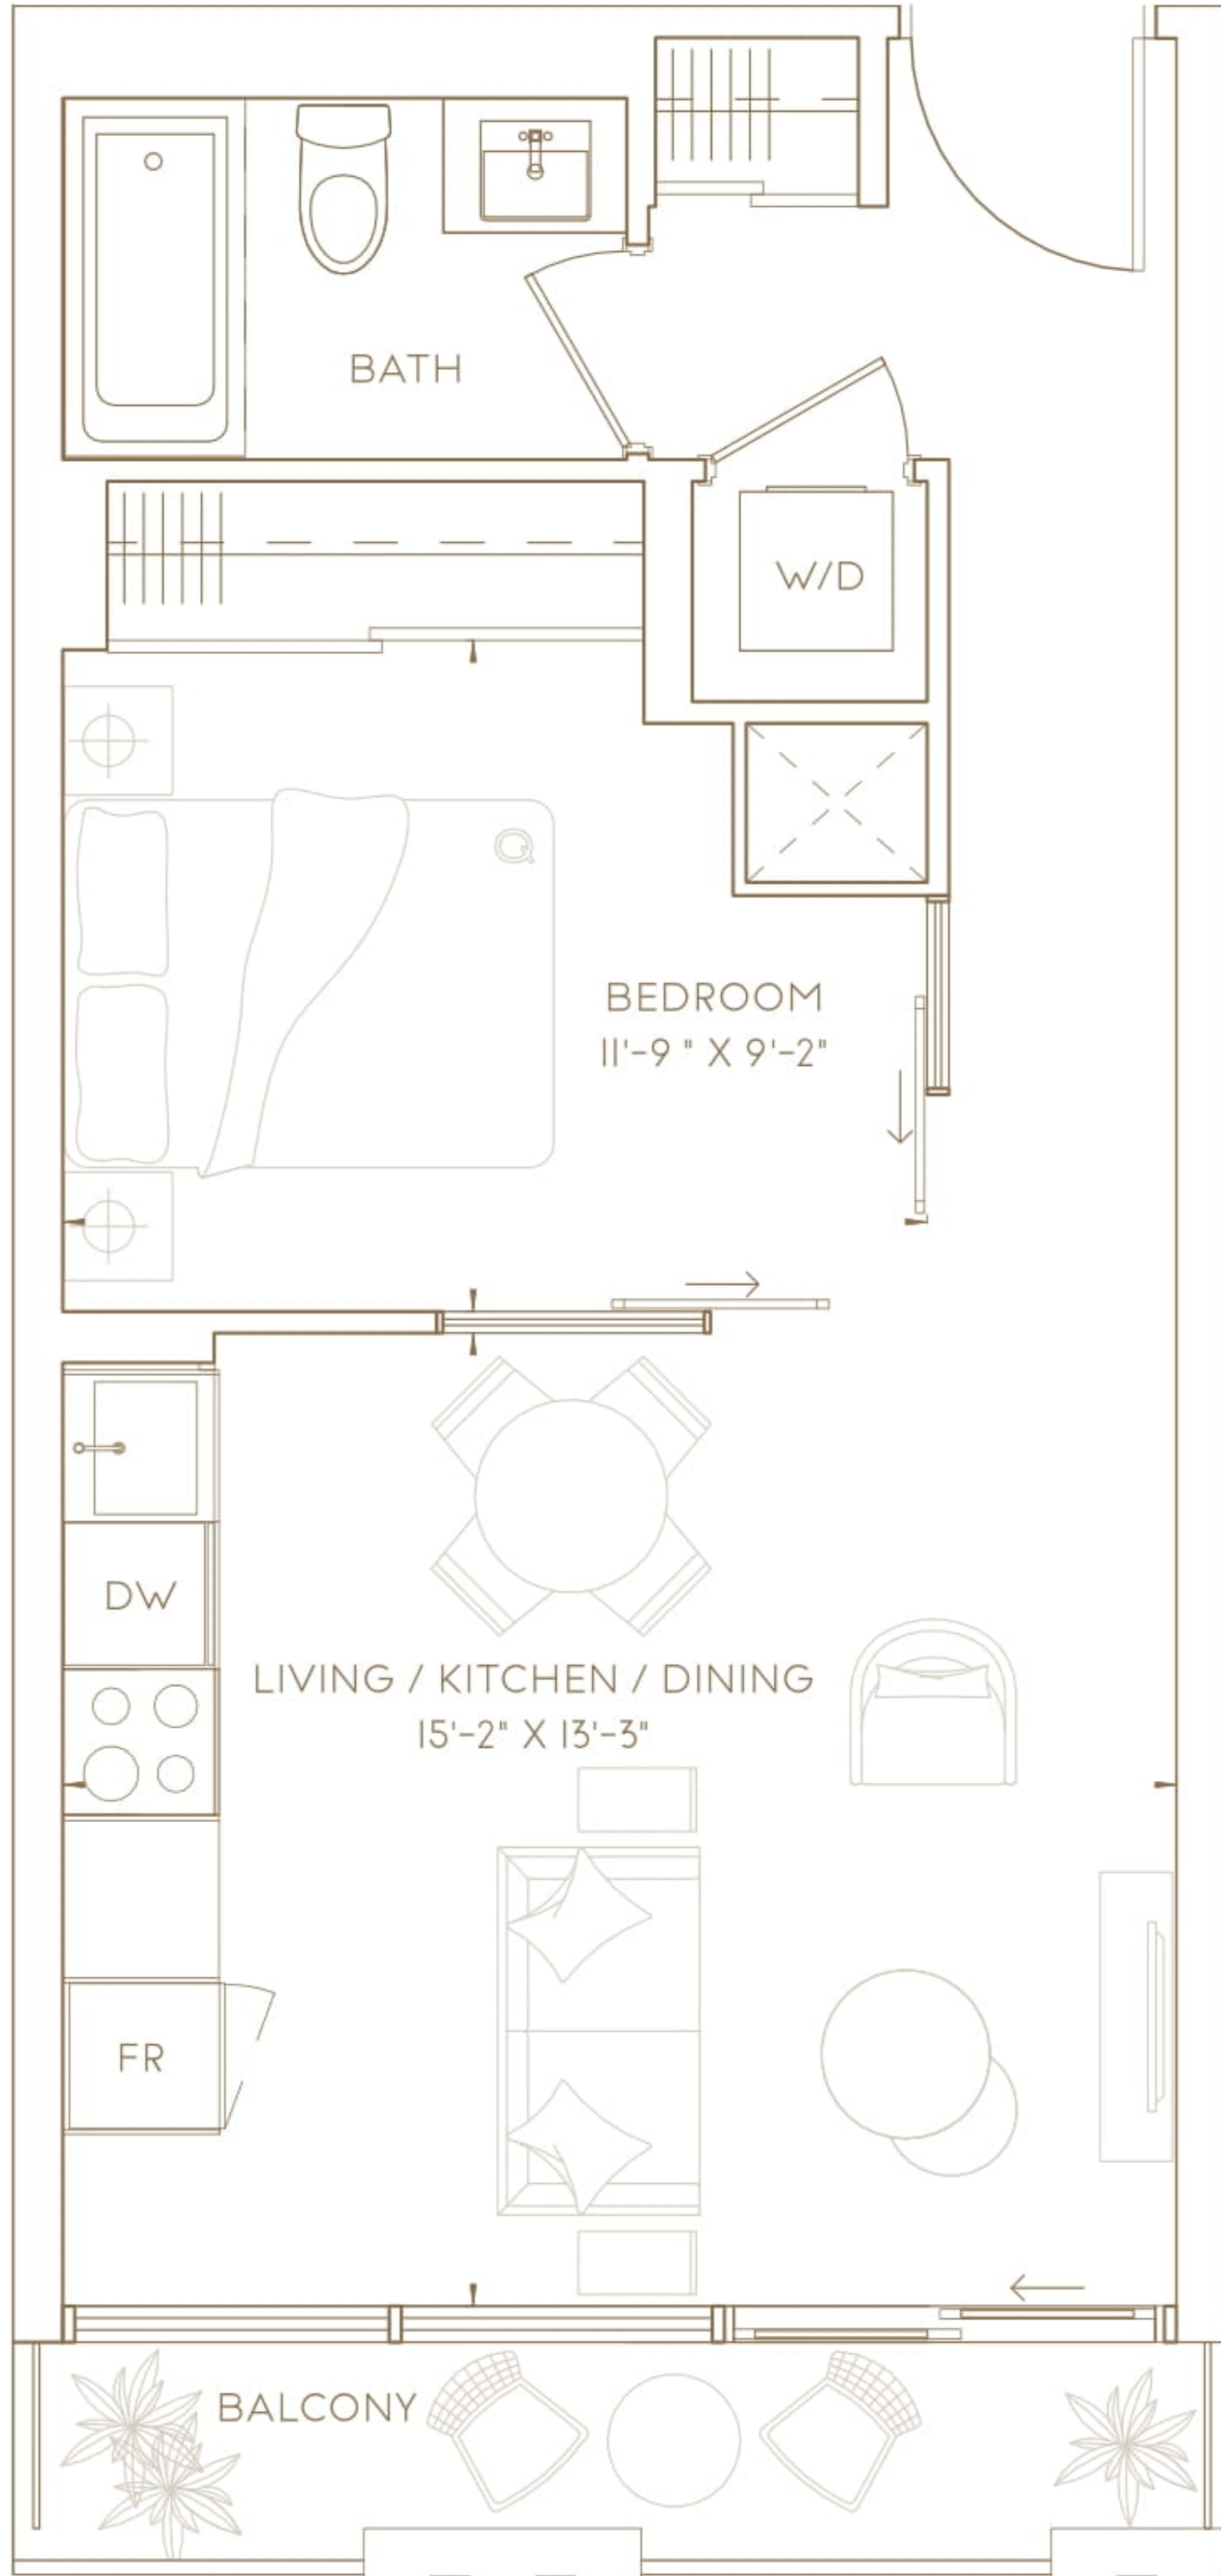 BATH
W/D
Q
BEDROOM
11'-9" X 9'-2"
DW
LIVING / KITCHEN / DINING
15'-2" X 13'-3"
FR
BALCONY